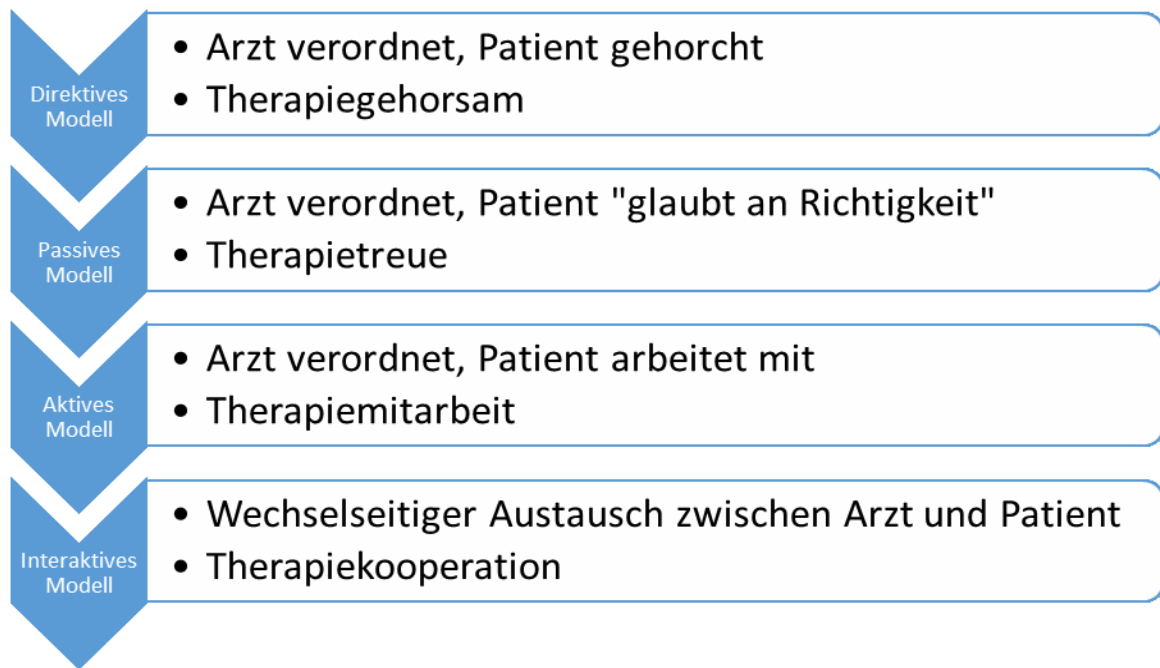 Direktives
Modell
• Arzt verordnet, Patient gehorcht
• Therapiegehorsam
Passives
Modell
• Arzt verordnet, Patient "glaubt an Richtigkeit"
• Therapietreue
Aktives
Modell
• Arzt verordnet, Patient arbeitet mit
• Therapiemitarbeit
Interaktives
Modell
• Wechselseitiger Austausch zwischen Arzt und Patient
• Therapiekooperation